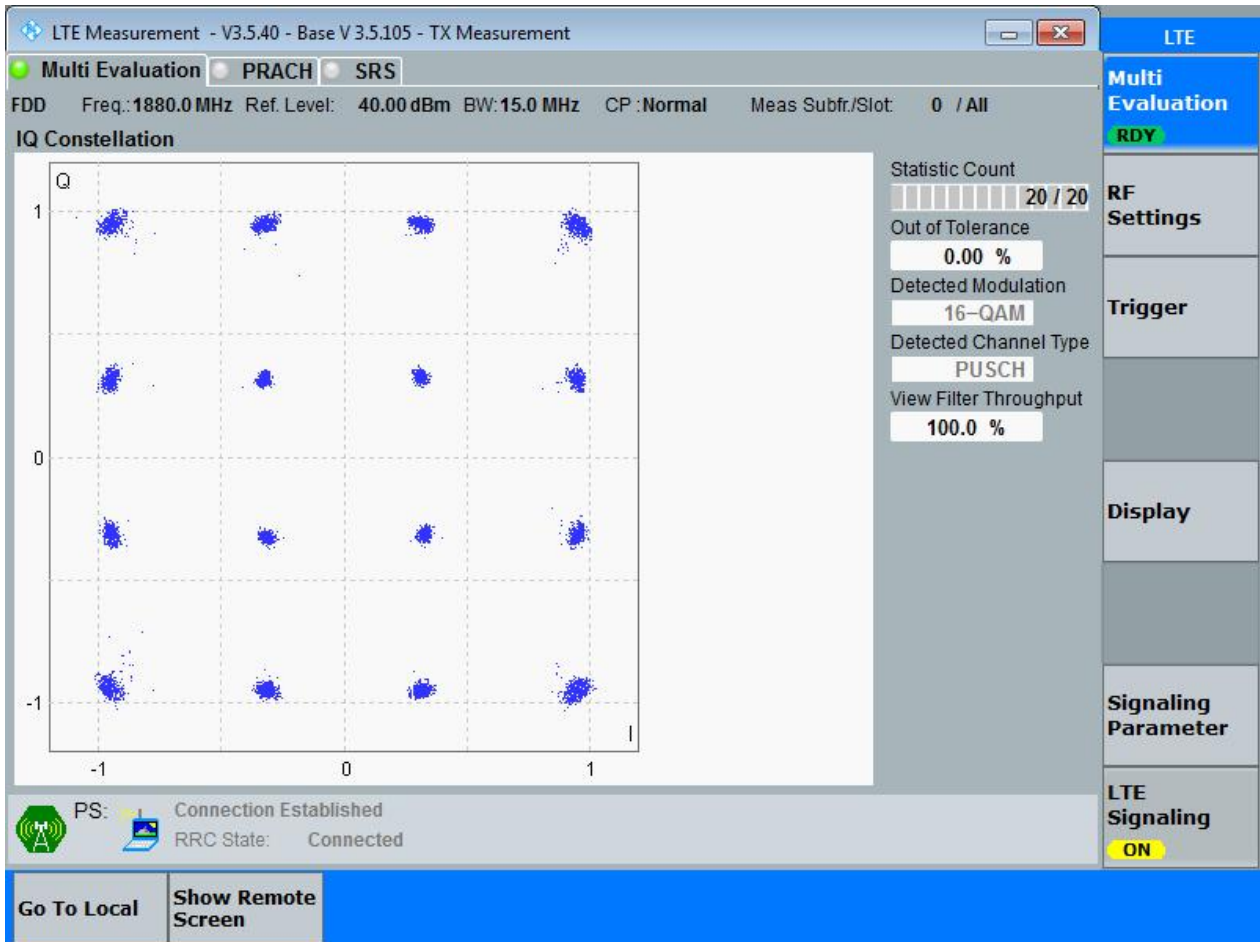 LTE Measurement - V3.5.40 - Base V 3.5.105 - TX Measurement
LTE
Multi Evaluation PRACH SRS
FDD Freq.: 1880.0 MHz Ref. Level: 40.00 dBm BW: 15.0 MHz CP : Normal Meas Subfr./Slot: 0 / All
IQ Constellation
Q
1
0
-1
I
-1 0 1
Statistic Count
20 / 20
Out of Tolerance
0.00 %
Detected Modulation
16-QAM
Detected Channel Type
PUSCH
View Filter Throughput
100.0 %
Multi
Evaluation
RDY
RF
Settings
Trigger
Display
Signaling
Parameter
LTE
Signaling
ON
PS: Connection Established
RRC State: Connected
Go To Local
Show Remote
Screen